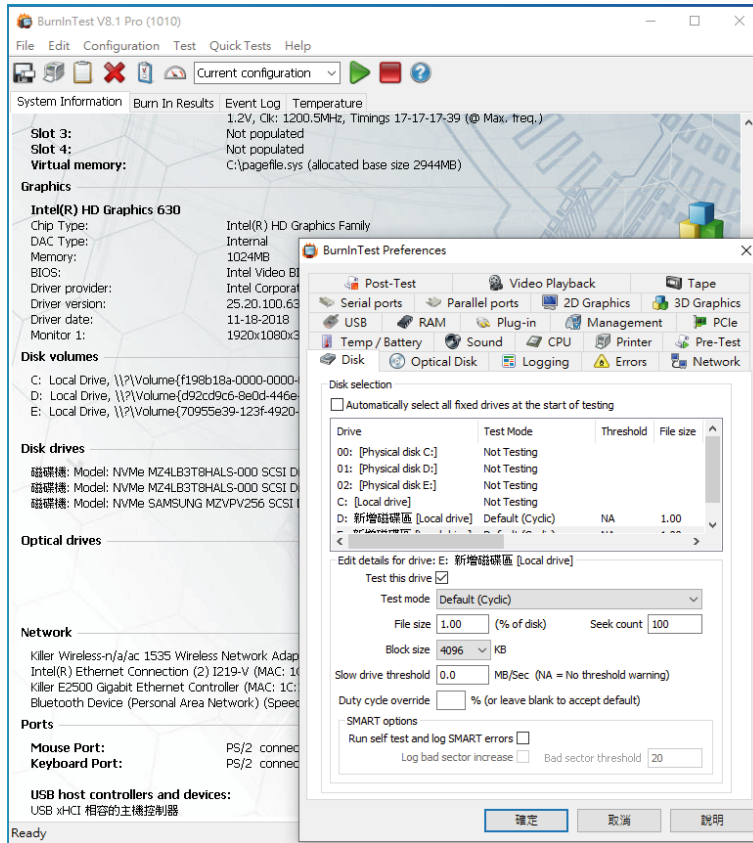 BurnInTest V8.1 Pro (1010)
File Edit Configuration Test Quick Tests Help
Current configuration
System Information Burn In Results Event Log Temperature
1.2V, Clk: 1200.5MHz, Timings 17-17-17-39 (@ Max. freq.)
Slot 3: Not populated
Slot 4: Not populated
Virtual memory: C:\pagefile.sys (allocated base size 2944MB)
Graphics
Intel(R) HD Graphics 630
Chip Type: Intel(R) HD Graphics Family
DAC Type: Internal
Memory: 1024MB
BIOS: Intel Video BI
Driver provider: Intel Corporat
Driver version: 25.20.100.63
Driver date: 11-18-2018
Monitor 1: 1920x1080x3
Disk volumes
C: Local Drive, \\?\Volume{f198b18a-0000-0000-
D: Local Drive, \\?\Volume{d92cd9c6-8e0d-446e-
E: Local Drive, \\?\Volume{70955e39-123f-4920-
Disk drives
磁碟機: Model: NVMe MZ4LB3T8HALS-000 SCSI D
磁碟機: Model: NVMe MZ4LB3T8HALS-000 SCSI D
磁碟機: Model: NVMe SAMSUNG MZVPV256 SCSI
Optical drives
Network
Killer Wireless-n/a/ac 1535 Wireless Network Adap
Intel(R) Ethernet Connection (2) I219-V (MAC: 1
Killer E2500 Gigabit Ethernet Controller (MAC: 1C:
Bluetooth Device (Personal Area Network) (Speed
Ports
Mouse Port: PS/2 connec
Keyboard Port: PS/2 connec
USB host controllers and devices:
USB xHCI 相容的主機控制器
Ready
BurnInTest Preferences
Post-Test Video Playback Tape
Serial ports Parallel ports 2D Graphics 3D Graphics
USB RAM Plug-in Management PCIe
Temp / Battery Sound CPU Printer Pre-Test
Disk Optical Disk Logging Errors Network
Disk selection
Automatically select all fixed drives at the start of testing
Drive Test Mode Threshold File size
00: [Physical disk C:] Not Testing
01: [Physical disk D:] Not Testing
02: [Physical disk E:] Not Testing
C: [Local drive] Not Testing
D: 新增磁碟區 [Local drive] Default (Cyclic) NA 1.00
Edit details for drive: E: 新增磁碟區 [Local drive]
Test this drive
Test mode Default (Cyclic)
File size 1.00 (% of disk) Seek count 100
Block size 4096 KB
Slow drive threshold 0.0 MB/Sec (NA = No threshold warning)
Duty cycle override % (or leave blank to accept default)
SMART options
Run self test and log SMART errors
Log bad sector increase Bad sector threshold 20
確定 取消 說明